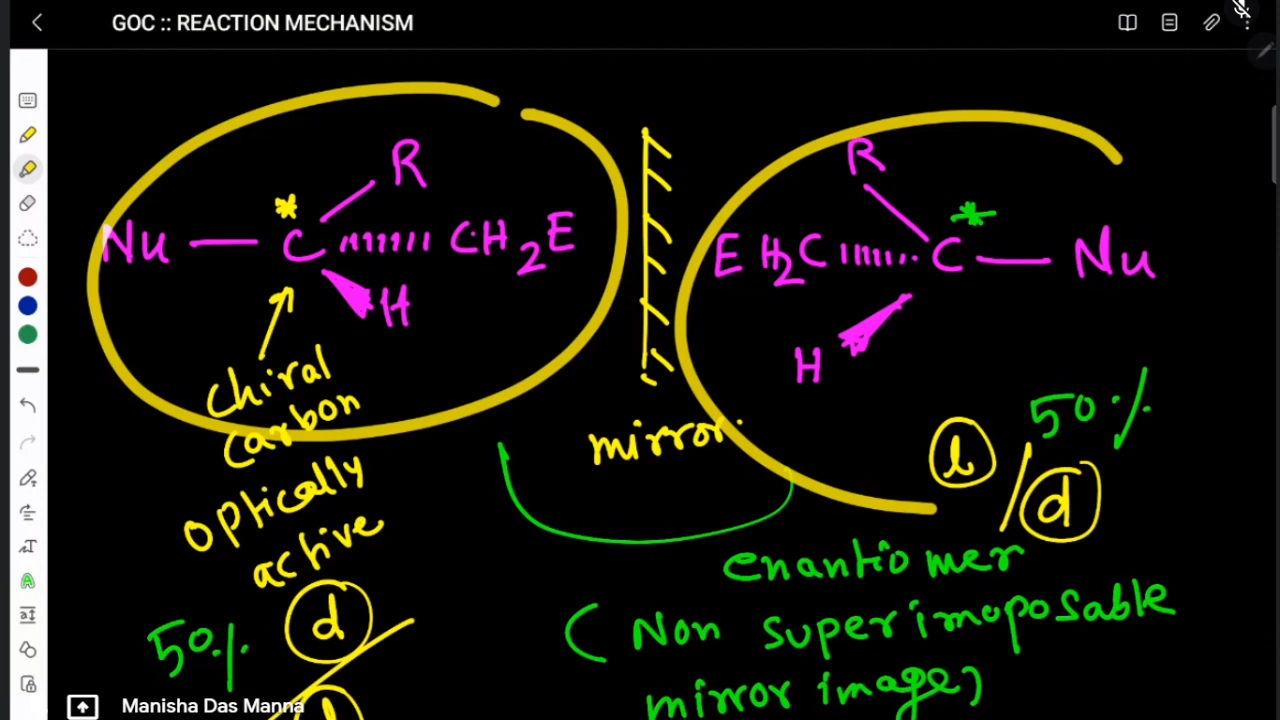 GOC :: REACTION MECHANISM
R
Nu — C* ····· CH2E
H
R
EH2C ····· C* — Nu
H
chiral
carbon
optically
active
50%
d
/
l
mirror.
50%
l / d
enantiomer
(Non superimoposable
mirror image)
Manisha Das Manna